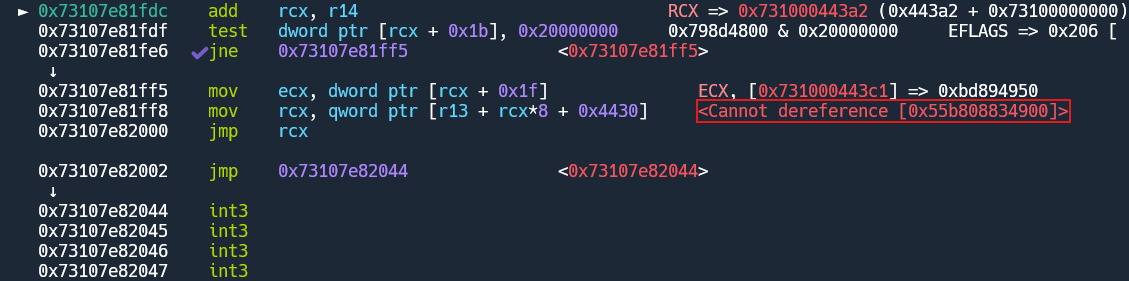 ► 0x73107e81fdc add rcx, r14 RCX => 0x731000443a2 (0x443a2 + 0x73100000000)
0x73107e81fdf test dword ptr [rcx + 0x1b], 0x20000000 0x798d4800 & 0x20000000 EFLAGS => 0x206 [
0x73107e81fe6 ✔jne 0x73107e81ff5 <0x73107e81ff5>
↓
0x73107e81ff5 mov ecx, dword ptr [rcx + 0x1f] ECX, [0x731000443c1] => 0xbd894950
0x73107e81ff8 mov rcx, qword ptr [r13 + rcx*8 + 0x4430] <Cannot dereference [0x55b808834900]>
0x73107e82000 jmp rcx
0x73107e82002 jmp 0x73107e82044 <0x73107e82044>
↓
0x73107e82044 int3
0x73107e82045 int3
0x73107e82046 int3
0x73107e82047 int3